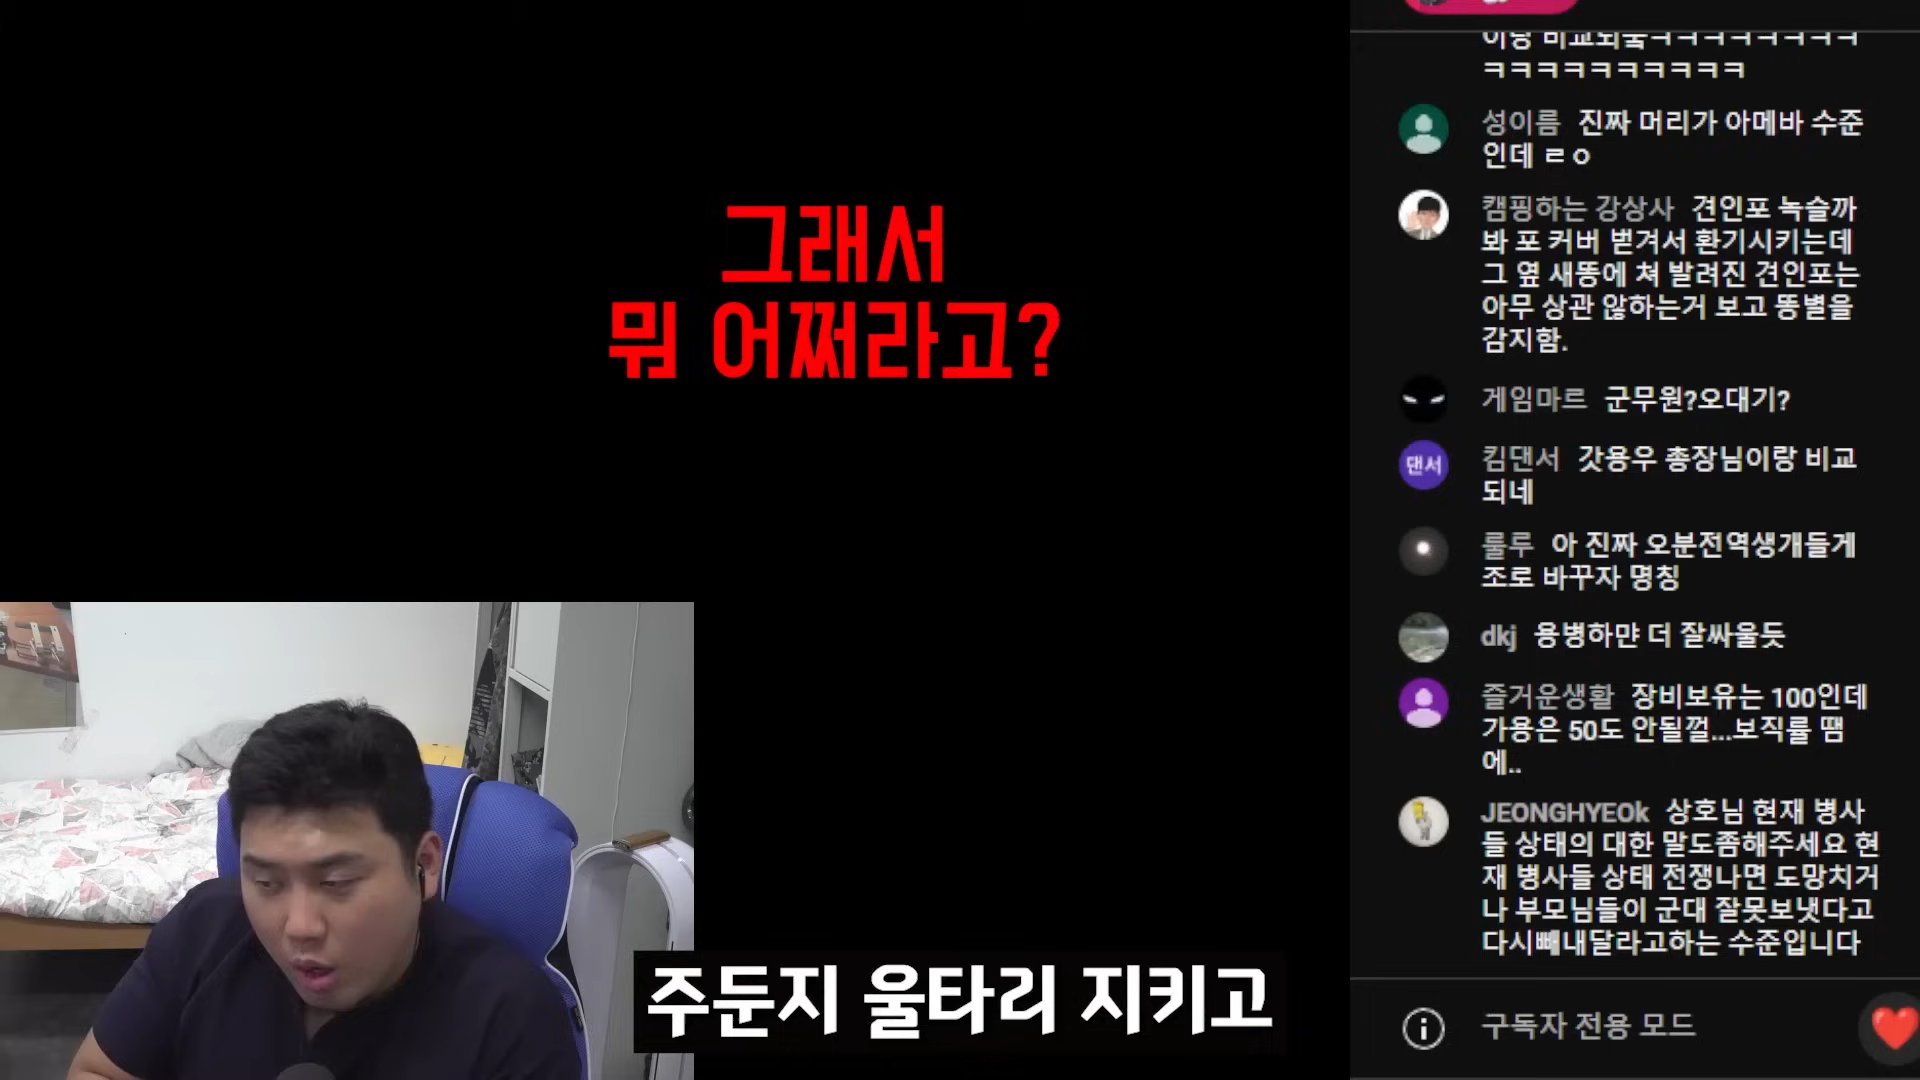 그래서
뭐 어쩌라고?
주둔지 울타리 지키고
ㅋㅋㅋㅋㅋㅋㅋㅋㅋㅋ
성이름 진짜 머리가 아메바 수준
인데 ㄹㅇ
캠핑하는 강상사 견인포 녹슬까
봐 포 커버 벋겨서 환기시키는데
그 옆 새똥에 쳐 발려진 견인포는
아무 상관 않하는거 보고 똥별을
감지함.
게임마르 군무원?오대기?
댄서
킴댄서 갓용우 총장님이랑 비교
되네
룰루 아 진짜 오분전역생개들게
조로 바꾸자 명칭
dkj 용병하먄 더 잘싸울듯
즐거운생활 장비보유는 100인데
가용은 50도 안될껄...보직률 땜
에..
JEONGHYEOk 상호님 현재 병사
들 상태의 대한 말도좀해주세요 현
재 병사들 상태 전쟁나면 도망치거
나 부모님들이 군대 잘못보냇다고
다시빼내달라고하는 수준입니다
구독자 전용 모드